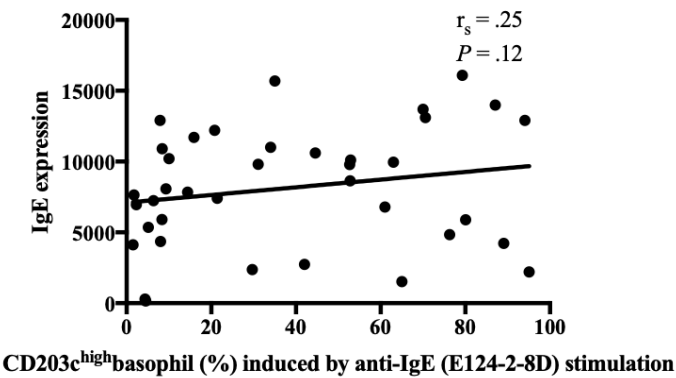 rs = .25
P = .12
20000
15000
10000
5000
0
IgE expression
0 20 40 60 80 100
CD203chighbasophil (%) induced by anti-IgE (E124-2-8D) stimulation